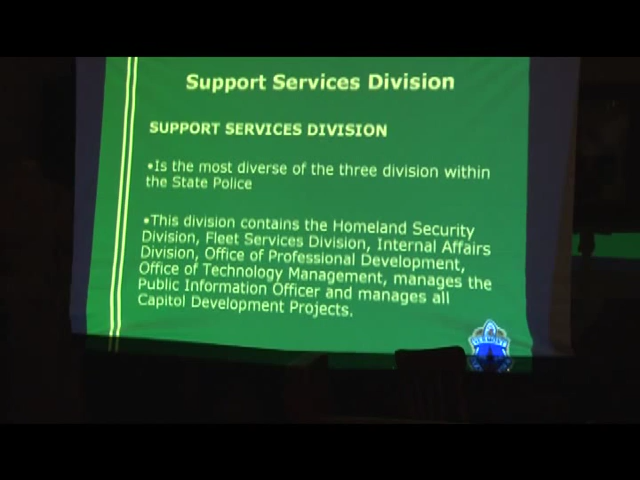 Support Services Division
SUPPORT SERVICES DIVISION
•Is the most diverse of the three division within
the State Police
•This division contains the Homeland Security
Division, Fleet Services Division, Internal Affairs
Division, Office of Professional Development,
Office of Technology Management, manages the
Public Information Officer and manages all
Capitol Development Projects.
VERMONT